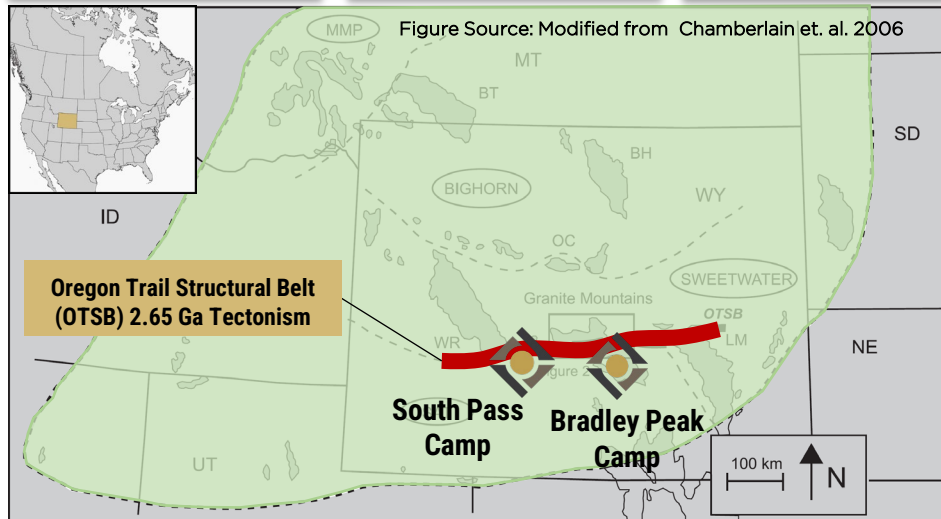 Figure Source: Modified from  Chamberlain et. al. 2006
MMP
MT
BT
SD
BH
ID
BIGHORN
WY
OC
SWEETWATER
Oregon Trail Structural Belt
(OTSB) 2.65 Ga Tectonism
Granite Mountains
OTSB
WR
LM
NE
South Pass
Camp
Bradley Peak
Camp
UT
100 km
N